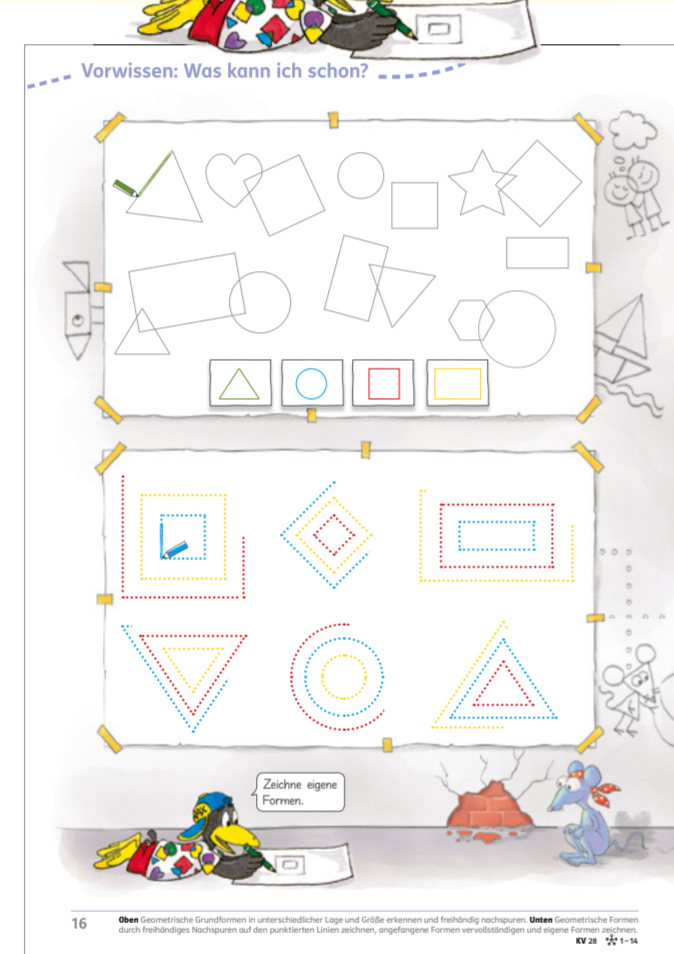 Vorwissen: Was kann ich schon?
Zeichne eigene
Formen.
16
Oben Geometrische Grundformen in unterschiedlicher Lage und Größe erkennen und freihändig nachspuren. Unten Geometrische Formen
durch freihändiges Nachspuren auf den punktierten Linien zeichnen, angefangene Formen vervollständigen und eigene Formen zeichnen.
KV 28 1–14